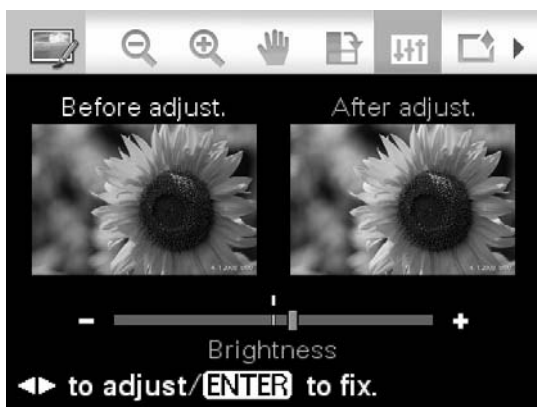 Before adjust. After adjust.
Brightness
◄► to adjust/ENTER to fix.